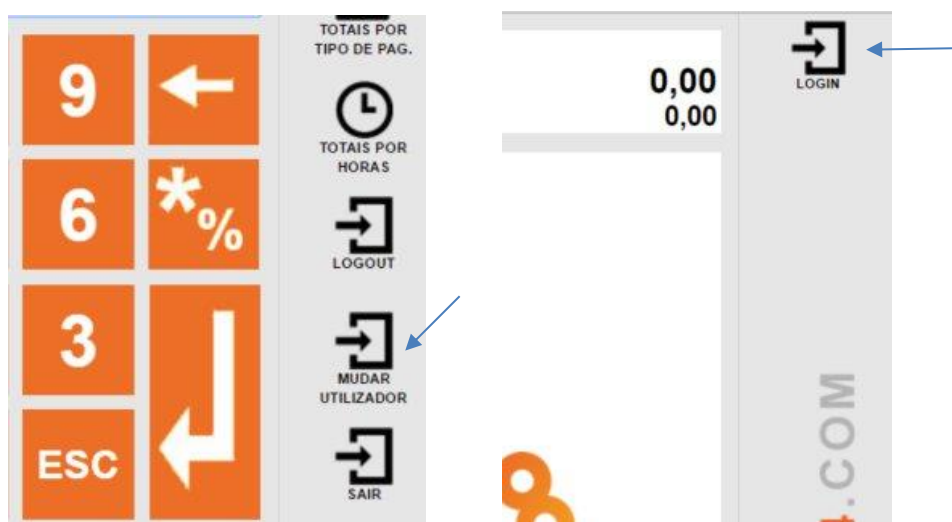 TOTAIS POR
TIPO DE PAG.
9
TOTAIS POR
HORAS
6
*%
LOGOUT
3
MUDAR
UTILIZADOR
ESC
SAIR
LOGIN
0,00
0,00
.COM